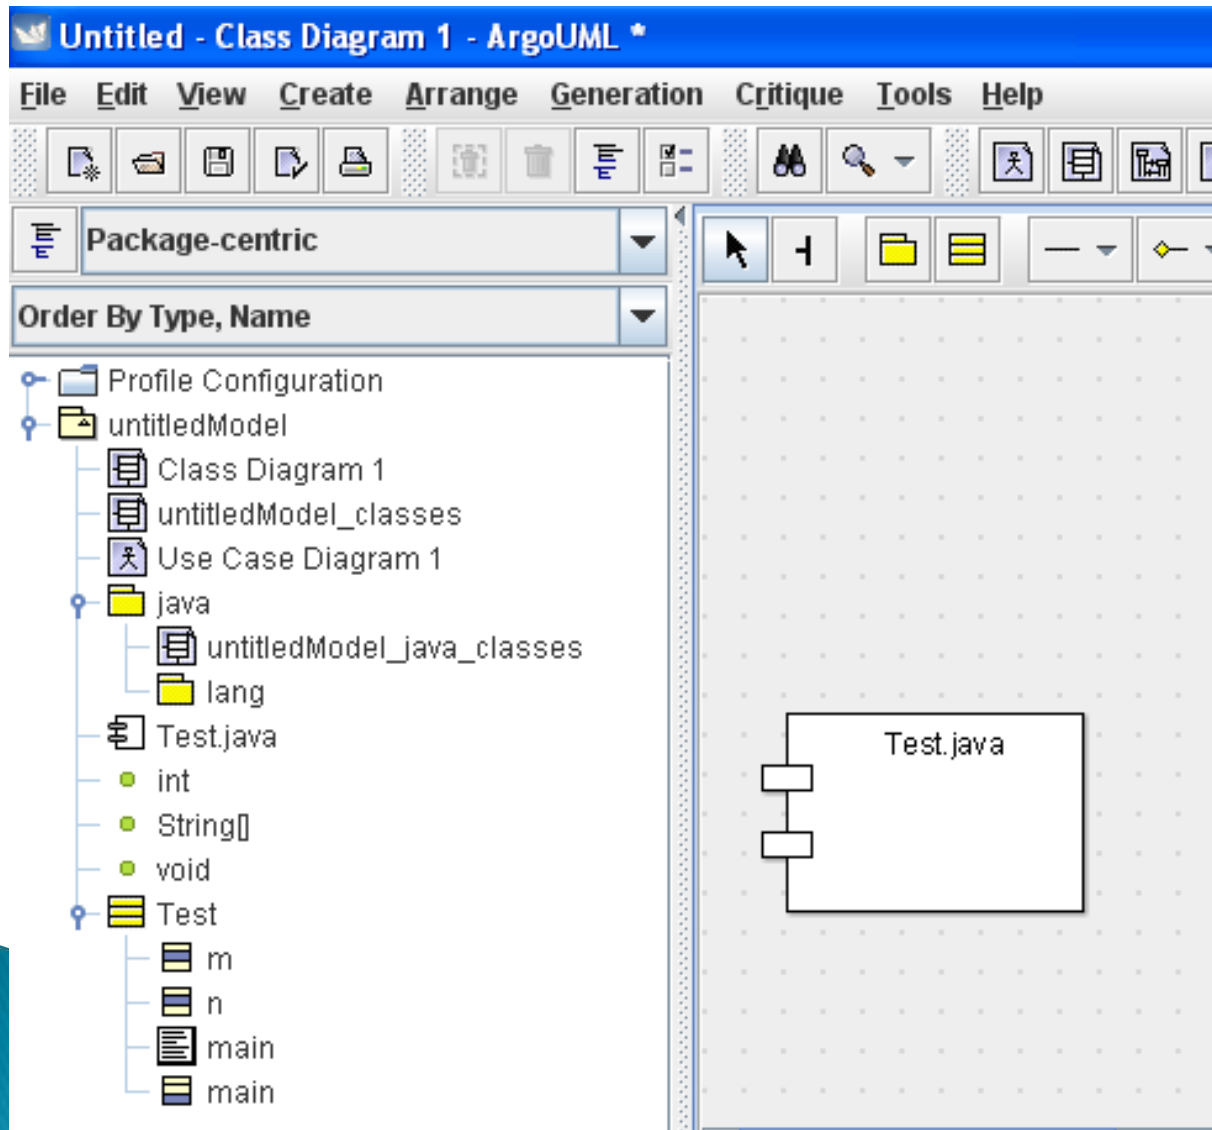 Untitled - Class Diagram 1 - ArgoUML *
File Edit View Create Arrange Generation Critique Tools Help
Package-centric
Order By Type, Name
Profile Configuration
untitledModel
Class Diagram 1
untitledModel_classes
Use Case Diagram 1
java
untitledModel_java_classes
lang
Test.java
int
String[]
void
Test
m
n
main
main
Test.java